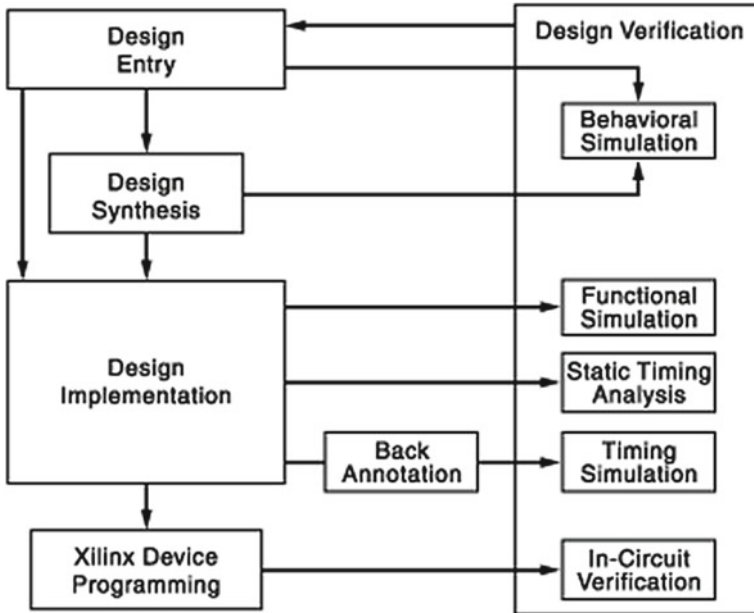 Design
Entry
Design Verification
Behavioral
Simulation
Design
Synthesis
Functional
Simulation
Design
Implementation
Static Timing
Analysis
Back
Annotation
Timing
Simulation
Xilinx Device
Programming
In-Circuit
Verification